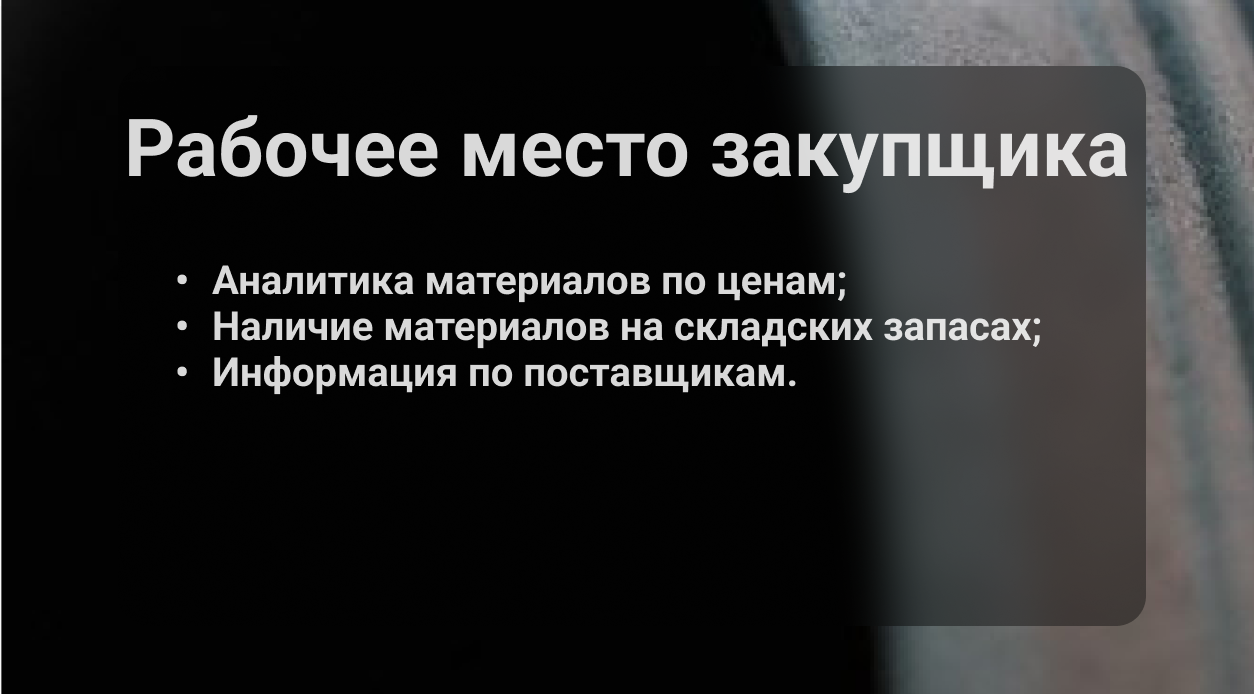 Рабочее место закупщика
• Аналитика материалов по ценам;
• Наличие материалов на складских запасах;
• Информация по поставщикам.